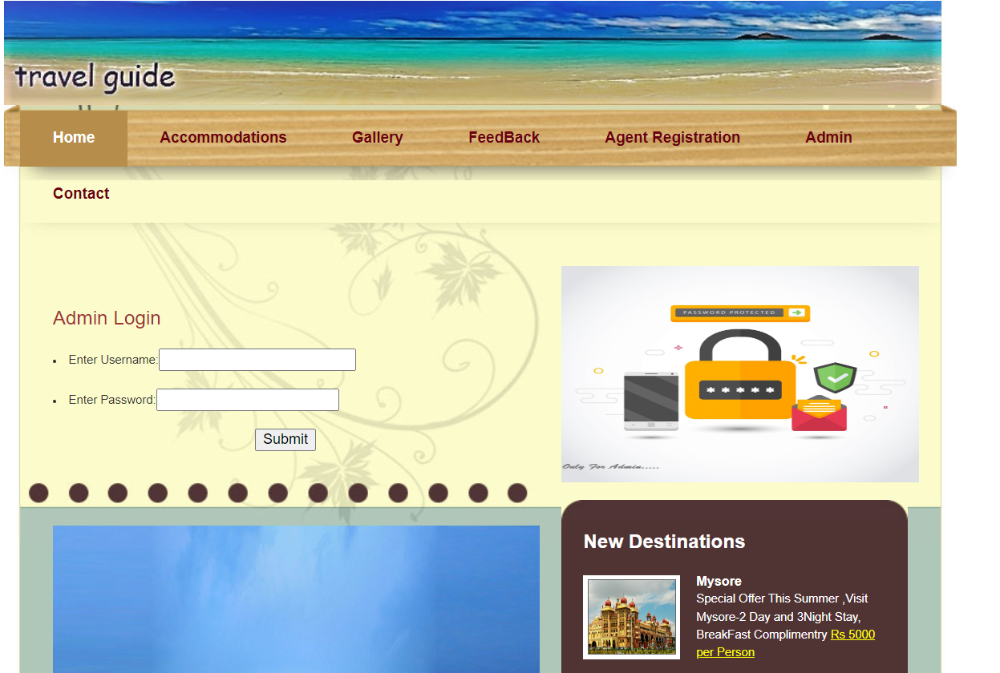 travel guide
Home Accommodations Gallery FeedBack Agent Registration Admin
Contact
Admin Login
Enter Username:
Enter Password:
Submit
PASSWORD PROTECTED
*****
Only For Admin.....
New Destinations
Mysore
Special Offer This Summer ,Visit
Mysore-2 Day and 3Night Stay,
BreakFast Complimentry Rs 5000
per Person